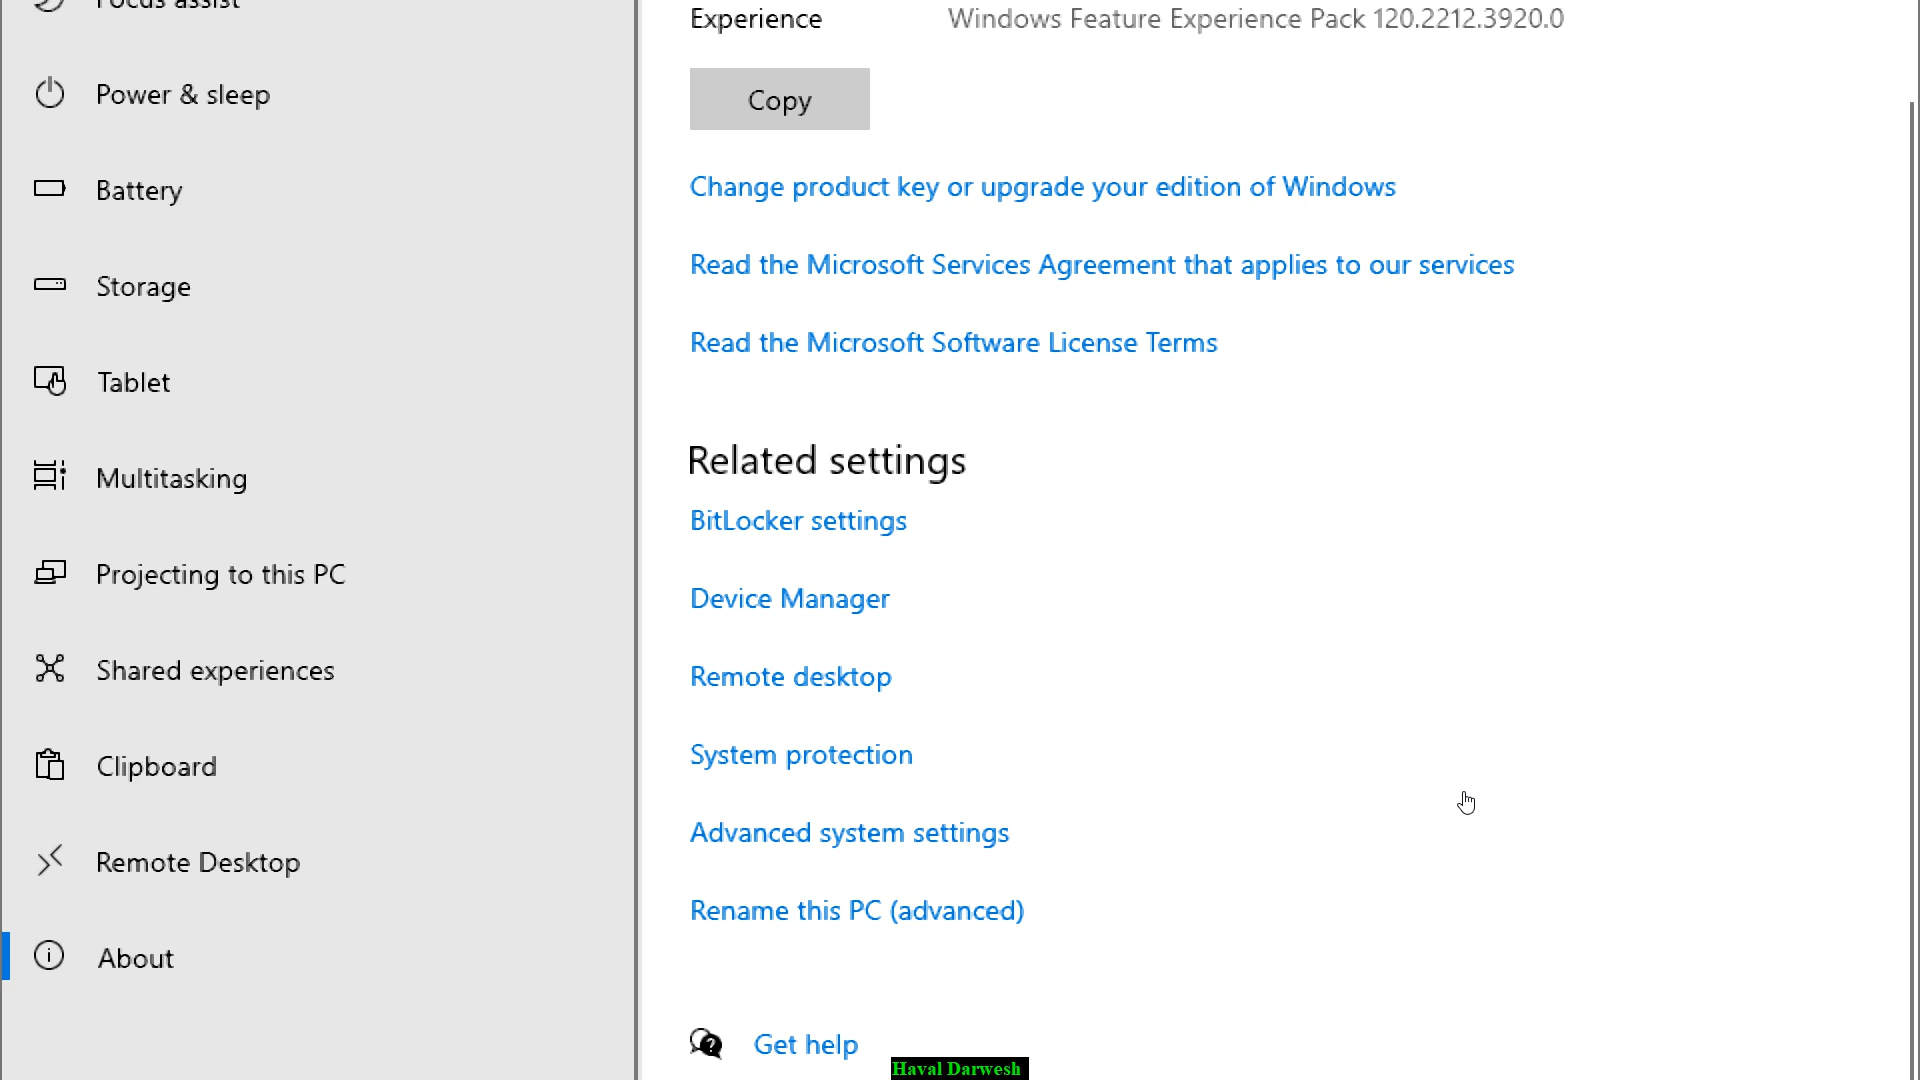 Focus assist
Power & sleep
Battery
Storage
Tablet
Multitasking
Projecting to this PC
Shared experiences
Clipboard
Remote Desktop
About
Experience Windows Feature Experience Pack 120.2212.3920.0
Copy
Change product key or upgrade your edition of Windows
Read the Microsoft Services Agreement that applies to our services
Read the Microsoft Software License Terms
Related settings
BitLocker settings
Device Manager
Remote desktop
System protection
Advanced system settings
Rename this PC (advanced)
Get help
Haval Darwesh